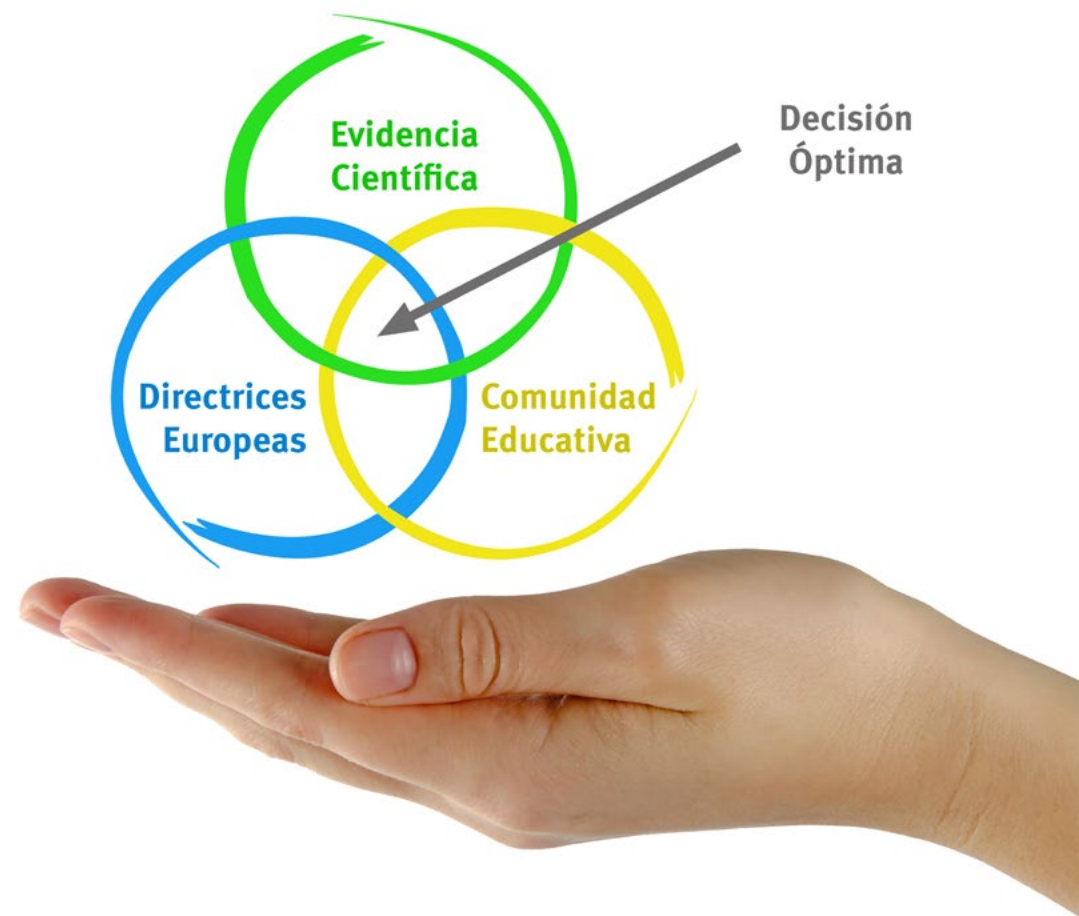 Evidencia
Científica
Decisión
Óptima
Directrices
Europeas
Comunidad
Educativa